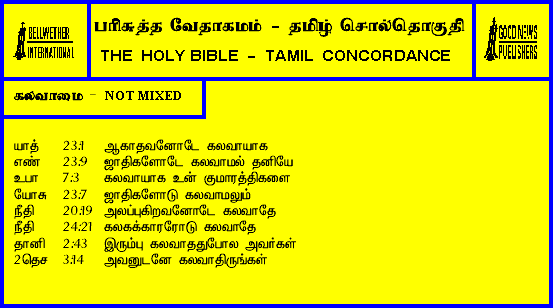 BELLWETHER
INTERNATIONAL
பரிசுத்த வேதாகமம் - தமிழ் சொல்தொகுதி
THE HOLY BIBLE - TAMIL CONCORDANCE
GOOD NEWS
PUBLISHERS
கலவாமை - NOT MIXED
யாத் 23:1 ஆகாதவனோடே கலவாயாக
எண் 23:9 ஜாதிகளோடே கலவாமல் தனியே
உபா 7:3 கலவாயாக உன் குமாரத்திகளை
யோசு 23:7 ஜாதிகளோடு கலவாமலும்
நீதி 20:19 அலப்புகிறவனோடே கலவாதே
நீதி 24:21 கலகக்காரரோடு கலவாதே
தானி 2:43 இரும்பு கலவாததுபோல அவர்கள்
2தெச 3:14 அவனுடனே கலவாதிருங்கள்